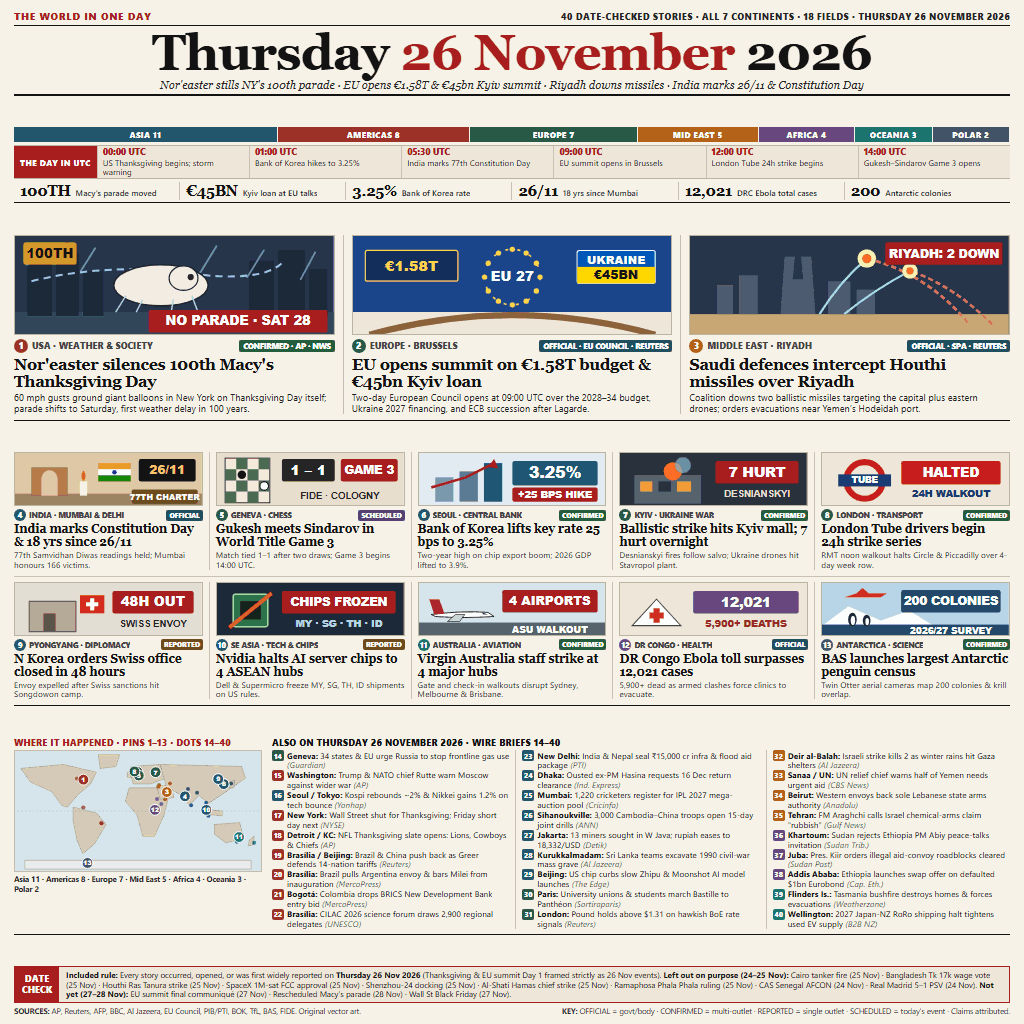 THE WORLD IN ONE DAY
40 DATE-CHECKED STORIES · ALL 7 CONTINENTS · 18 FIELDS · THURSDAY 26 NOVEMBER 2026
Thursday 26 November 2026
Nor'easter stills NY's 100th parade · EU opens €1.58T & €45bn Kyiv summit · Riyadh downs missiles · India marks 26/11 & Constitution Day
ASIA 11
AMERICAS 8
EUROPE 7
MID EAST 5
AFRICA 4
OCEANIA 3
POLAR 2
THE DAY IN UTC
00:00 UTC
US Thanksgiving begins; storm
warning
01:00 UTC
Bank of Korea hikes to 3.25%
05:30 UTC
India marks 77th Constitution Day
09:00 UTC
EU summit opens in Brussels
12:00 UTC
London Tube 24h strike begins
14:00 UTC
Gukesh–Sindarov Game 3 opens
100TH Macy's parade moved
€45BN Kyiv loan at EU talks
3.25% Bank of Korea rate
26/11 18 yrs since Mumbai
12,021 DRC Ebola total cases
200 Antarctic colonies
100TH
NO PARADE · SAT 28
1 USA · WEATHER & SOCIETY
CONFIRMED · AP · NWS
Nor'easter silences 100th Macy's
Thanksgiving Day
60 mph gusts ground giant balloons in New York on Thanksgiving Day itself;
parade shifts to Saturday, first weather delay in 100 years.
€1.58T
EU 27
UKRAINE
€45BN
2 EUROPE · BRUSSELS
OFFICIAL · EU COUNCIL · REUTERS
EU opens summit on €1.58T budget &
€45bn Kyiv loan
Two-day European Council opens at 09:00 UTC over the 2028–34 budget,
Ukraine 2027 financing, and ECB succession after Lagarde.
RIYADH: 2 DOWN
3 MIDDLE EAST · RIYADH
OFFICIAL · SPA · REUTERS
Saudi defences intercept Houthi
missiles over Riyadh
Coalition downs two ballistic missiles targeting the capital plus eastern
drones; orders evacuations near Yemen's Hodeidah port.
26/11
77TH CHARTER
4 INDIA · MUMBAI & DELHI
OFFICIAL
India marks Constitution Day
& 18 yrs since 26/11
77th Samvidhan Diwas readings held; Mumbai
honours 166 victims.
1 – 1
GAME 3
FIDE · COLOGNY
5 GENEVA · CHESS
SCHEDULED
Gukesh meets Sindarov in
World Title Game 3
Match tied 1–1 after two draws; Game 3 begins
14:00 UTC.
3.25%
+25 BPS HIKE
6 SEOUL · CENTRAL BANK
CONFIRMED
Bank of Korea lifts key rate 25
bps to 3.25%
Two-year high on chip export boom; 2026 GDP
lifted to 3.9%.
7 HURT
DESNIANSKYI
7 KYIV · UKRAINE WAR
CONFIRMED
Ballistic strike hits Kyiv mall; 7
hurt overnight
Desnianskyi fires follow salvo; Ukraine drones hit
Stavropol plant.
TUBE
HALTED
24H WALKOUT
8 LONDON · TRANSPORT
CONFIRMED
London Tube drivers begin
24h strike series
RMT noon walkout halts Circle & Piccadilly over 4-
day week row.
48H OUT
SWISS ENVOY
9 PYONGYANG · DIPLOMACY
REPORTED
N Korea orders Swiss office
closed in 48 hours
Envoy expelled after Swiss sanctions hit
Songdowon camp.
CHIPS FROZEN
MY · SG · TH · ID
10 SE ASIA · TECH & CHIPS
REPORTED
Nvidia halts AI server chips to
4 ASEAN hubs
Dell & Supermicro freeze MY, SG, TH, ID shipments
on US rules.
4 AIRPORTS
ASU WALKOUT
11 AUSTRALIA · AVIATION
CONFIRMED
Virgin Australia staff strike at
4 major hubs
Gate and check-in walkouts disrupt Sydney,
Melbourne & Brisbane.
12,021
5,900+ DEATHS
12 DR CONGO · HEALTH
OFFICIAL
DR Congo Ebola toll surpasses
12,021 cases
5,900+ dead as armed clashes force clinics to
evacuate.
200 COLONIES
2026/27 SURVEY
13 ANTARCTICA · SCIENCE
CONFIRMED
BAS launches largest Antarctic
penguin census
Twin Otter aerial cameras map 200 colonies & krill
overlap.
WHERE IT HAPPENED · PINS 1–13 · DOTS 14–40
1 8 2 7 3 12 9 6 4 10 11 13
Asia 11 · Americas 8 · Europe 7 · Mid East 5 · Africa 4 · Oceania 3 ·
Polar 2
ALSO ON THURSDAY 26 NOVEMBER 2026 · WIRE BRIEFS 14–40
14 Geneva: 34 states & EU urge Russia to stop frontline gas use
(Guardian)
15 Washington: Trump & NATO chief Rutte warn Moscow
against wider war (AP)
16 Seoul / Tokyo: Kospi rebounds ~2% & Nikkei gains 1.2% on
tech bounce (Yonhap)
17 New York: Wall Street shut for Thanksgiving; Friday short
day next (NYSE)
18 Detroit / KC: NFL Thanksgiving slate opens: Lions, Cowboys
& Chiefs (AP)
19 Brasília / Beijing: Brazil & China push back as Greer
defends 14-nation tariffs (Reuters)
20 Brasília: Brazil pulls Argentina envoy & bars Milei from
inauguration (MercoPress)
21 Bogotá: Colombia drops BRICS New Development Bank
entry bid (MercoPress)
22 Brasília: CILAC 2026 science forum draws 2,900 regional
delegates (UNESCO)
23 New Delhi: India & Nepal seal ₹15,000 cr infra & flood aid
package (PTI)
24 Dhaka: Ousted ex-PM Hasina requests 16 Dec return
clearance (Ind. Express)
25 Mumbai: 1,220 cricketers register for IPL 2027 mega-
auction pool (Cricinfo)
26 Sihanoukville: 3,000 Cambodia–China troops open 15-day
joint drills (ANN)
27 Jakarta: 13 miners sought in W Java; rupiah eases to
18,332/USD (Detik)
28 Kurukkalmadam: Sri Lanka teams excavate 1990 civil-war
mass grave (Al Jazeera)
29 Beijing: US chip curbs slow Zhipu & Moonshot AI model
launches (The Edge)
30 Paris: University unions & students march Bastille to
Panthéon (Sortiraparis)
31 London: Pound holds above $1.31 on hawkish BoE rate
signals (Reuters)
32 Deir al-Balah: Israeli strike kills 2 as winter rains hit Gaza
shelters (Al Jazeera)
33 Sanaa / UN: UN relief chief warns half of Yemen needs
urgent aid (CBS News)
34 Beirut: Western envoys back sole Lebanese state arms
authority (Anadolu)
35 Tehran: FM Araghchi calls Israel chemical-arms claim
"rubbish" (Gulf News)
36 Khartoum: Sudan rejects Ethiopia PM Abiy peace-talks
invitation (Sudan Trib.)
37 Juba: Pres. Kiir orders illegal aid-convoy roadblocks cleared
(Sudan Post)
38 Addis Ababa: Ethiopia launches swap offer on defaulted
$1bn Eurobond (Cap. Eth.)
39 Flinders Is.: Tasmania bushfire destroys homes & forces
evacuations (Weatherzone)
40 Wellington: 2027 Japan–NZ RoRo shipping halt tightens
used EV supply (B2B NZ)
DATE
CHECK
Included rule: Every story occurred, opened, or was first widely reported on Thursday 26 Nov 2026 (Thanksgiving & EU summit Day 1 framed strictly as 26 Nov events). Left out on purpose (24–25 Nov): Cairo tanker fire (25 Nov) · Bangladesh Tk 17k wage vote
(25 Nov) · Houthi Ras Tanura strike (25 Nov) · SpaceX 1M-sat FCC approval (25 Nov) · Shenzhou-24 docking (25 Nov) · Al-Shati Hamas chief strike (25 Nov) · Ramaphosa Phala Phala ruling (25 Nov) · CAS Senegal AFCON (24 Nov) · Real Madrid 5–1 PSV (24 Nov). Not
yet (27–28 Nov): EU summit final communiqué (27 Nov) · Rescheduled Macy's parade (28 Nov) · Wall St Black Friday (27 Nov).
SOURCES: AP, Reuters, AFP, BBC, Al Jazeera, EU Council, PIB/PTI, BOK, TfL, BAS, FIDE. Original vector art.
KEY: OFFICIAL = govt/body · CONFIRMED = multi-outlet · REPORTED = single outlet · SCHEDULED = today's event · Claims attributed.